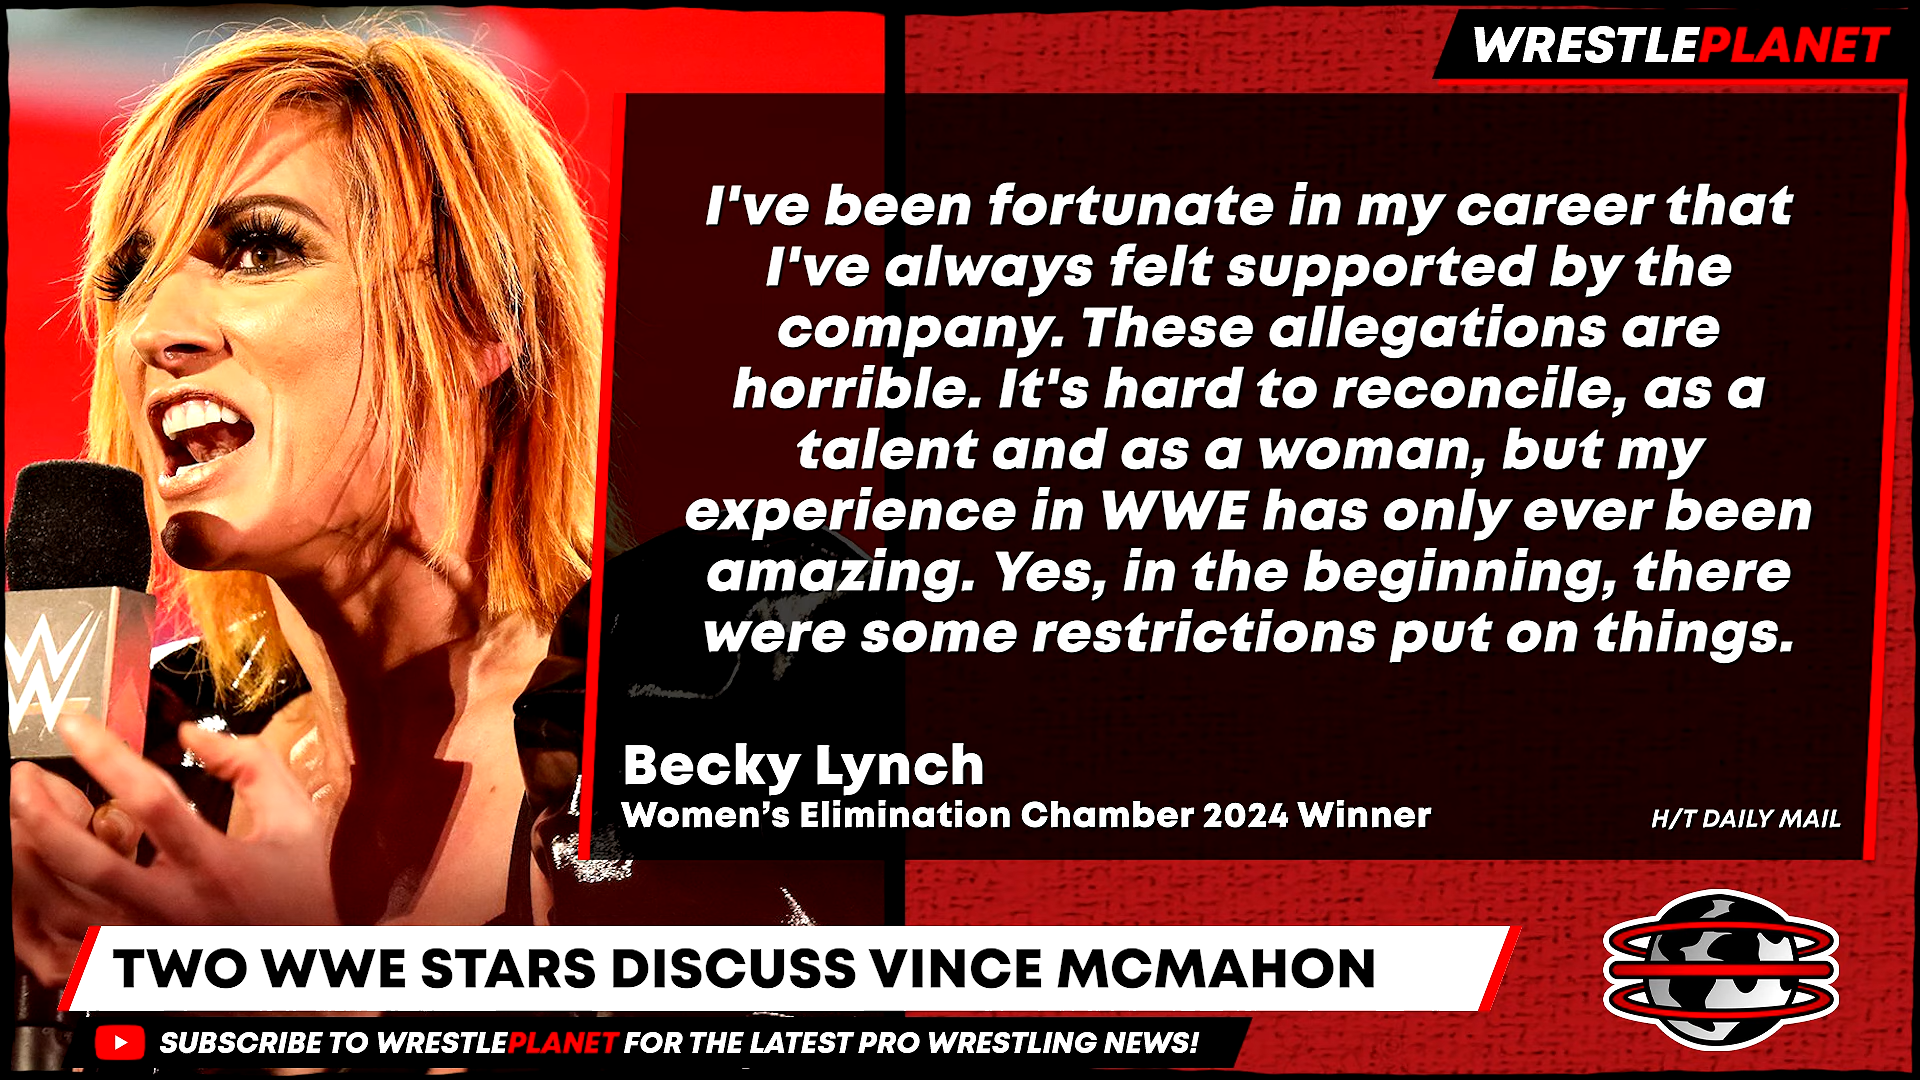 WRESTLEPLANET
I've been fortunate in my career that
I've always felt supported by the
company. These allegations are
horrible. It's hard to reconcile, as a
talent and as a woman, but my
experience in WWE has only ever been
amazing. Yes, in the beginning, there
were some restrictions put on things.
Becky Lynch
Women’s Elimination Chamber 2024 Winner
H/T DAILY MAIL
W
TWO WWE STARS DISCUSS VINCE MCMAHON
SUBSCRIBE TO WRESTLEPLANET FOR THE LATEST PRO WRESTLING NEWS!